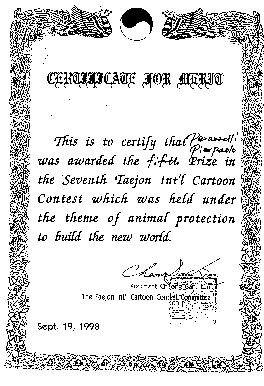 CERTIFICATE FOR MERIT
This is to certify that Perasselli Pierpaolo
was awarded the fifth Prize in
the Seventh Taejon Int'l Cartoon
Contest which was held under
the theme of animal protection
to build the new world.
The Taejon Int'l Cartoon Contest Committee
Sept. 19, 1998